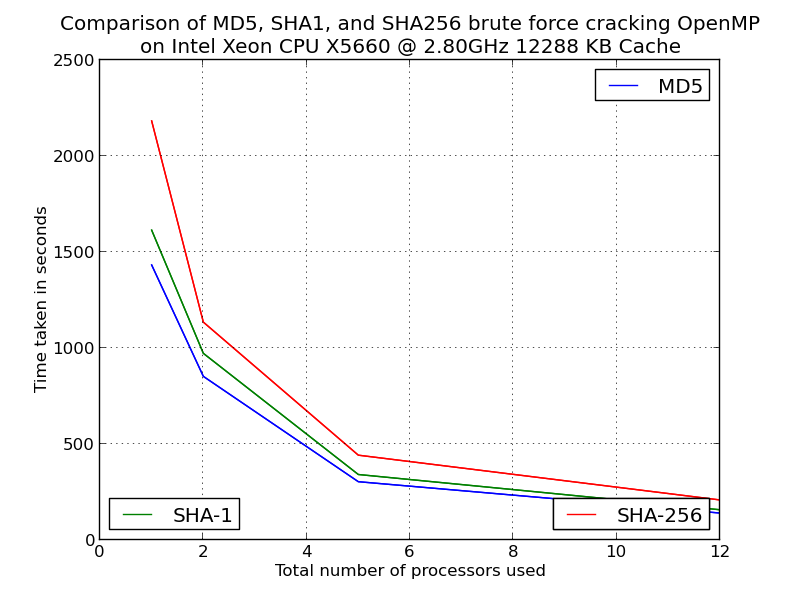 Comparison of MD5, SHA1, and SHA256 brute force cracking OpenMP
on Intel Xeon CPU X5660 @ 2.80GHz 12288 KB Cache
2500
2000
1500
1000
500
0
Time taken in seconds
MD5
SHA-1
SHA-256
0 2 4 6 8 10 12
Total number of processors used